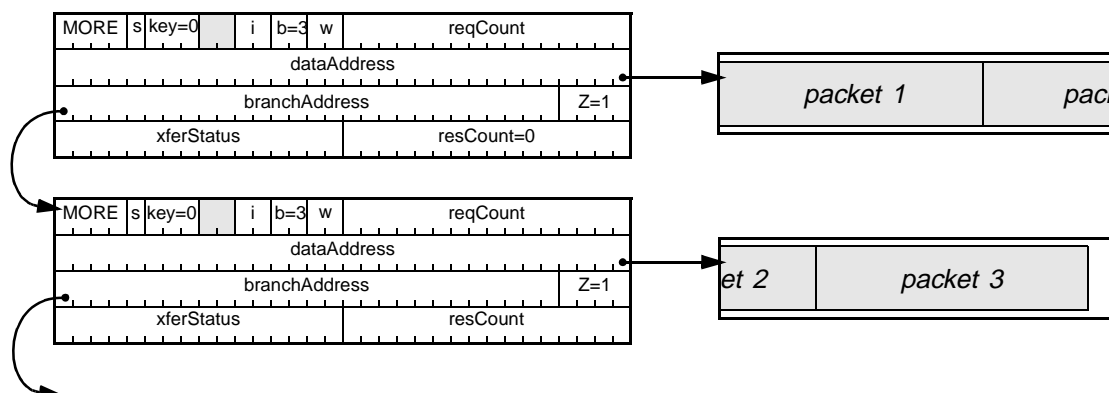 MORE s key=0 i b=3 w reqCount
dataAddress
branchAddress Z=1
xferStatus resCount=0
packet 1 pack
MORE s key=0 i b=3 w reqCount
dataAddress
branchAddress Z=1
xferStatus resCount
et 2 packet 3